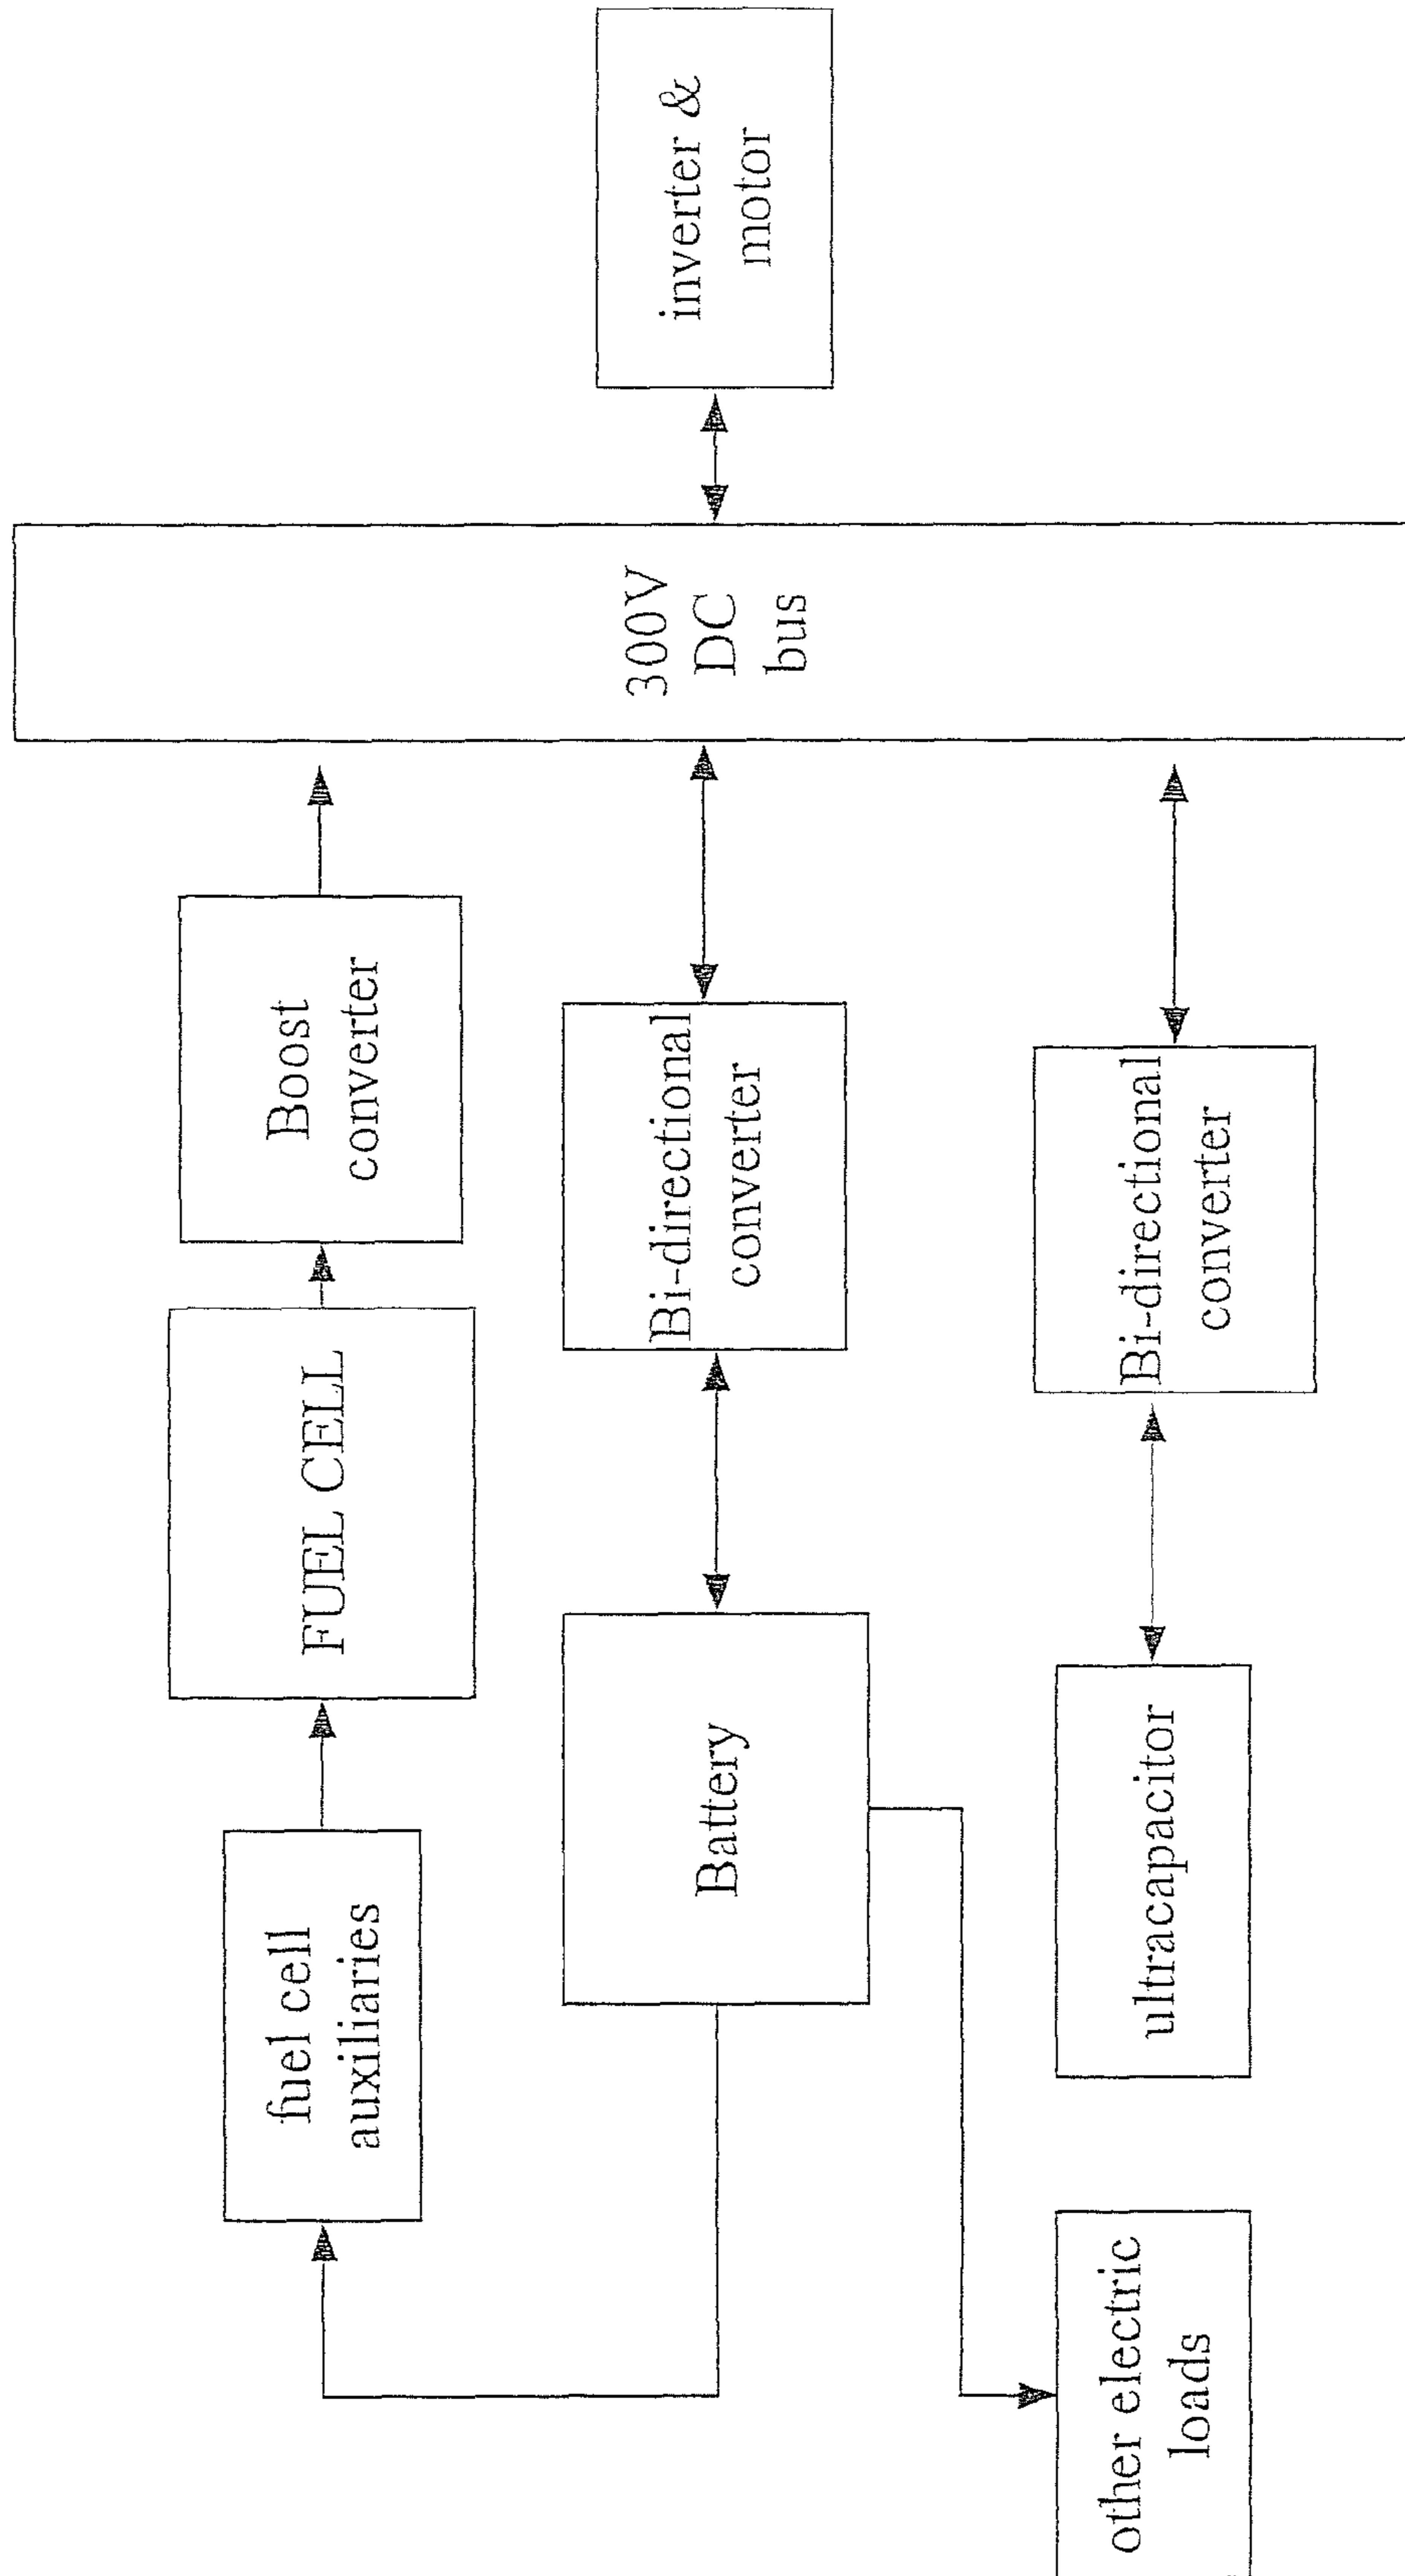 fuel cell
auxiliaries
FUEL CELL
Boost
converter
Battery
Bi-directional
converter
300V
DC
bus
inverter &
motor
other electric
loads
ultracapacitor
Bi-directional
converter